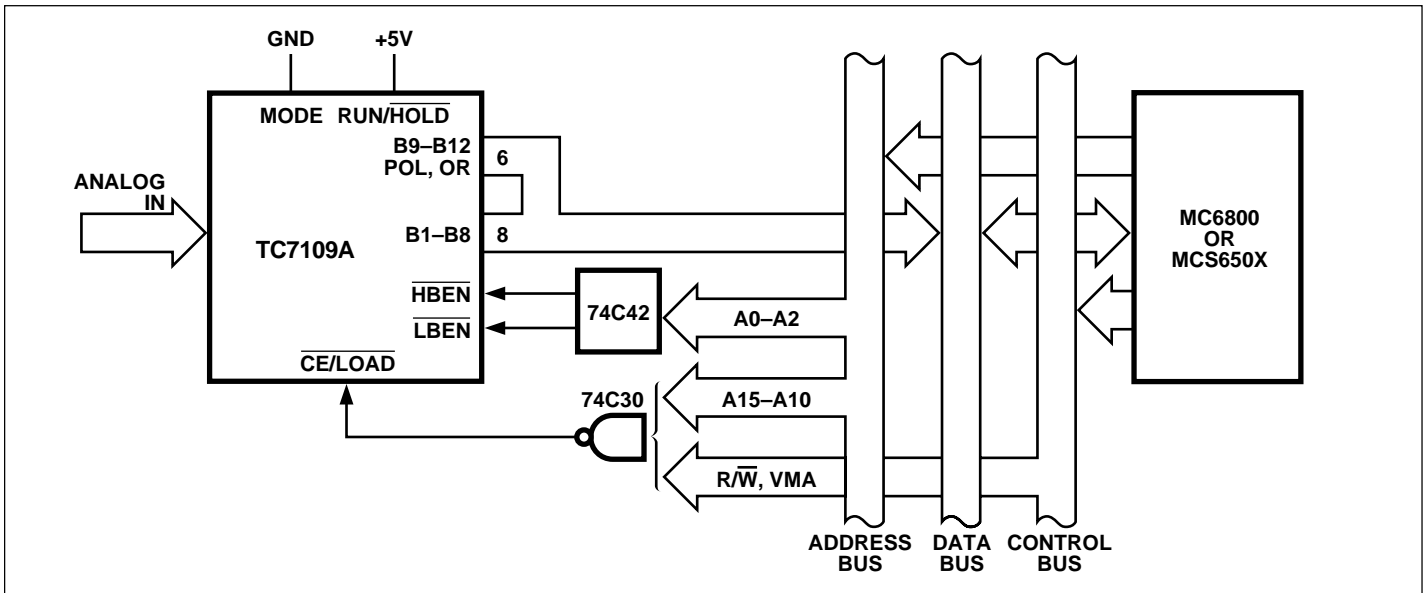 GND
+5V
MODE RUN/HOLD
B9–B12
POL, OR
6
ANALOG
IN
TC7109A
B1–B8
8
HBEN
LBEN
CE/LOAD
74C42
A0–A2
74C30
A15–A10
R/W, VMA
MC6800
OR
MCS650X
ADDRESS
BUS
DATA
BUS
CONTROL
BUS